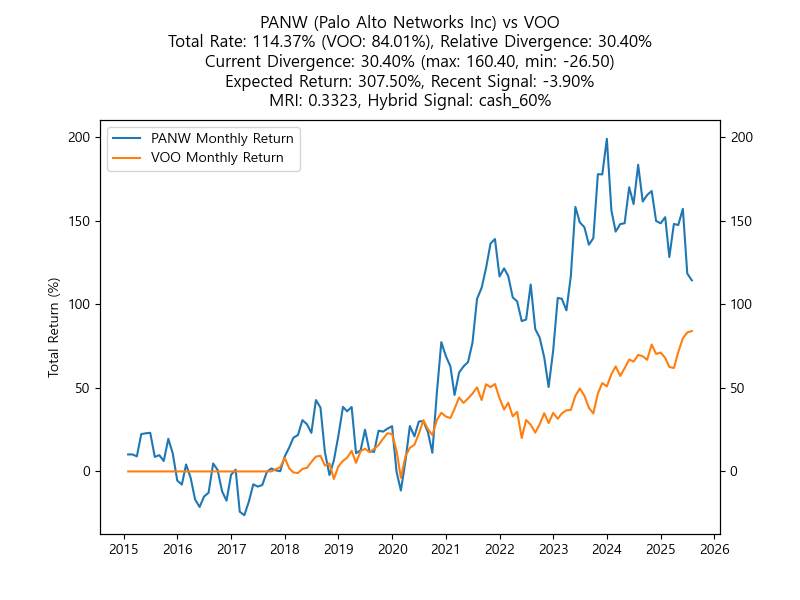 PANW (Palo Alto Networks Inc) vs VOO
Total Rate: 114.37% (VOO: 84.01%), Relative Divergence: 30.40%
Current Divergence: 30.40% (max: 160.40, min: -26.50)
Expected Return: 307.50%, Recent Signal: -3.90%
MRI: 0.3323, Hybrid Signal: cash_60%
PANW Monthly Return
VOO Monthly Return
Total Return (%)
200
150
100
50
0
200
150
100
50
0
2015 2016 2017 2018 2019 2020 2021 2022 2023 2024 2025 2026